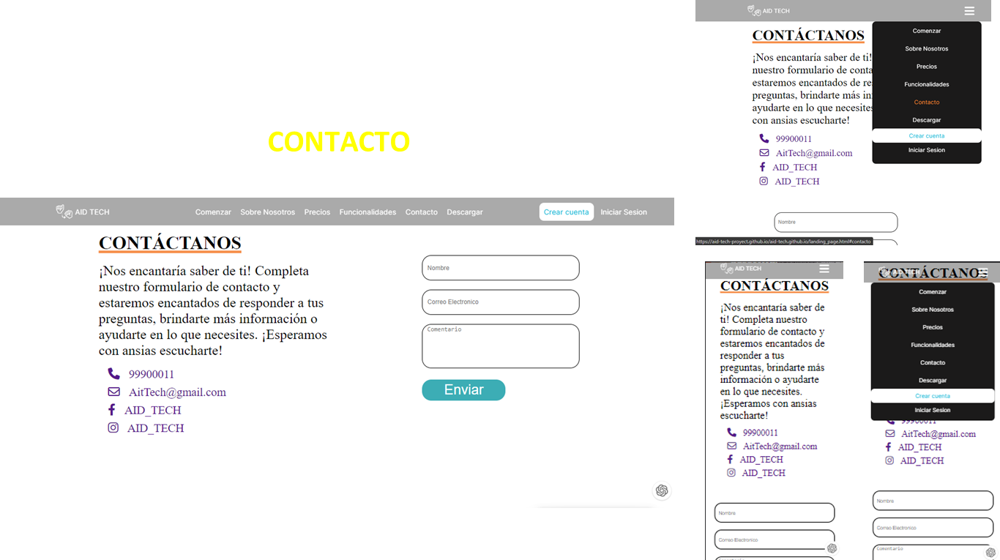 CONTACTO
AID TECH
Comenzar Sobre Nosotros Precios Funcionalidades Contacto Descargar
Crear cuenta Iniciar Sesion
CONTÁCTANOS
¡Nos encantaría saber de ti! Completa
nuestro formulario de contacto y
estaremos encantados de responder a tus
preguntas, brindarte más información o
ayudarte en lo que necesites. ¡Esperamos
con ansias escucharte!
99900011
AitTech@gmail.com
AID_TECH
AID_TECH
Nombre
Correo Electronico
Comentario
Enviar
AID TECH
CONTÁCTANOS
¡Nos encantaría saber de ti!
nuestro formulario de conta
estaremos encantados de re
preguntas, brindarte más in
ayudarte en lo que necesites
con ansias escucharte!
99900011
AitTech@gmail.com
AID_TECH
AID_TECH
Comenzar
Sobre Nosotros
Precios
Funcionalidades
Contacto
Descargar
Crear cuenta
Iniciar Sesion
Nombre
https://aid-tech-proyect.github.io/aid-tech.github.io/landing_page.html#contacto
AID TECH
CONTÁCTANOS
¡Nos encantaría saber de
ti! Completa nuestro
formulario de contacto y
estaremos encantados de
responder a tus
preguntas, brindarte más
información o ayudarte
en lo que necesites.
¡Esperamos con ansias
escucharte!
99900011
AitTech@gmail.com
AID_TECH
AID_TECH
Nombre
Correo Electronico
AID TECH
CONTÁCTANOS
Comenzar
Sobre Nosotros
Precios
Funcionalidades
Contacto
Descargar
Crear cuenta
Iniciar Sesion
99900011
AitTech@gmail.com
AID_TECH
AID_TECH
Nombre
Correo Electronico
Comentario